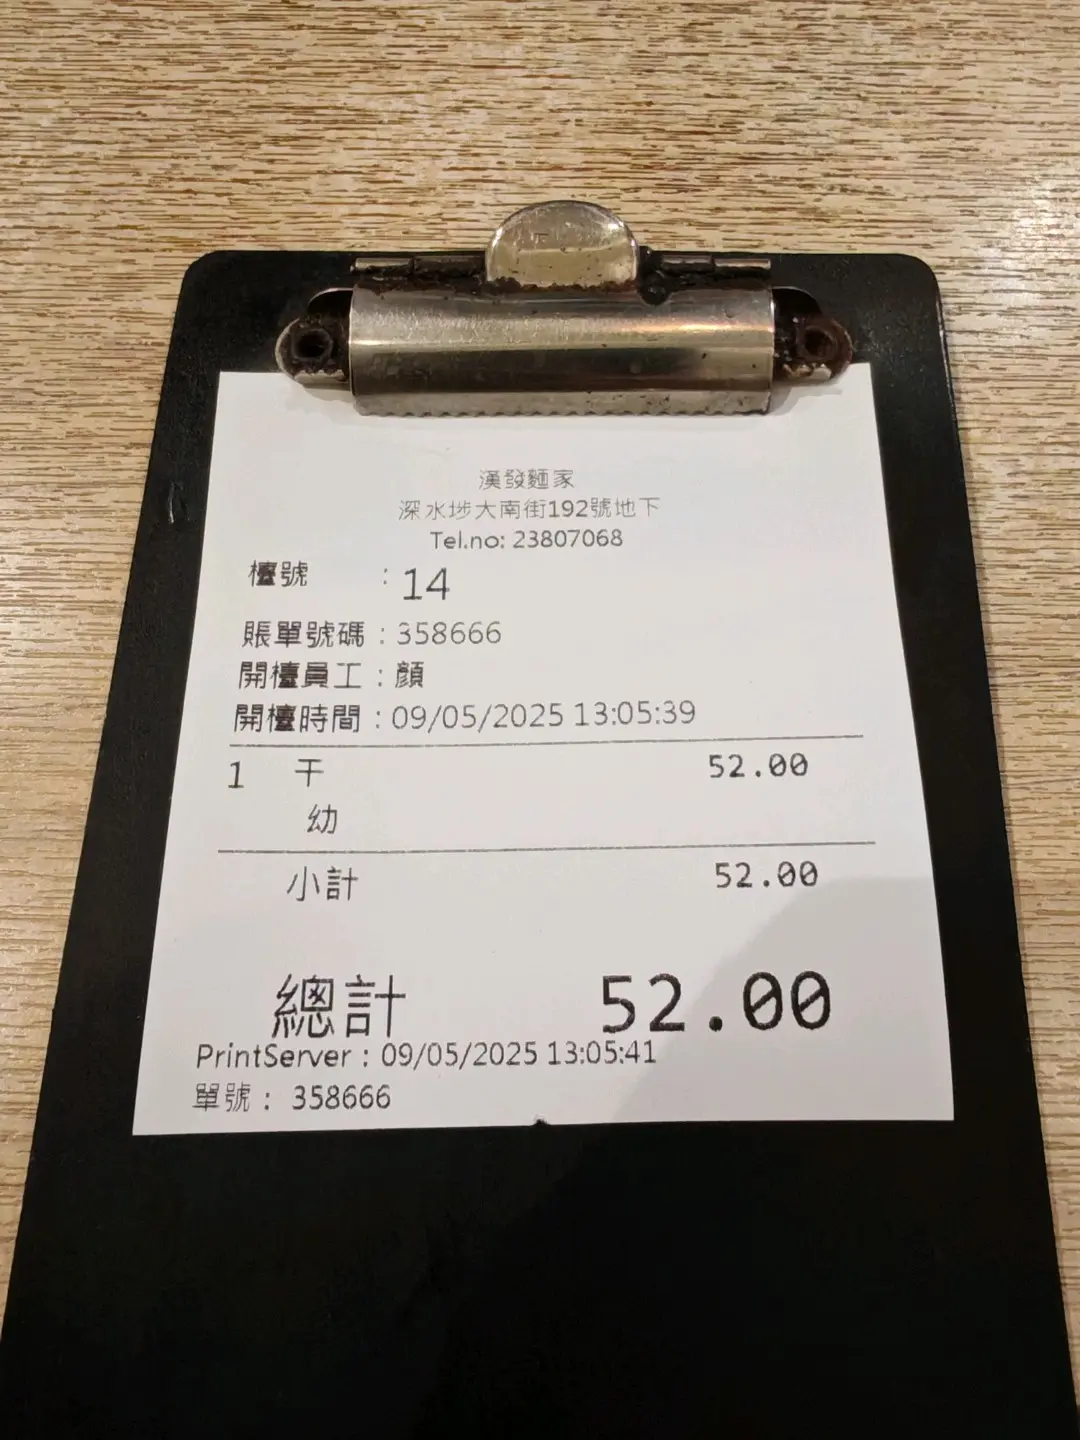 漢發麵家
深水埗大南街192號地下
Tel.no: 23807068
檯號 : 14
賬單號碼 : 358666
開檯員工 : 顏
開檯時間 : 09/05/2025 13:05:39
1 干 52.00
幼
小計 52.00
總計 52.00
PrintServer : 09/05/2025 13:05:41
單號 : 358666